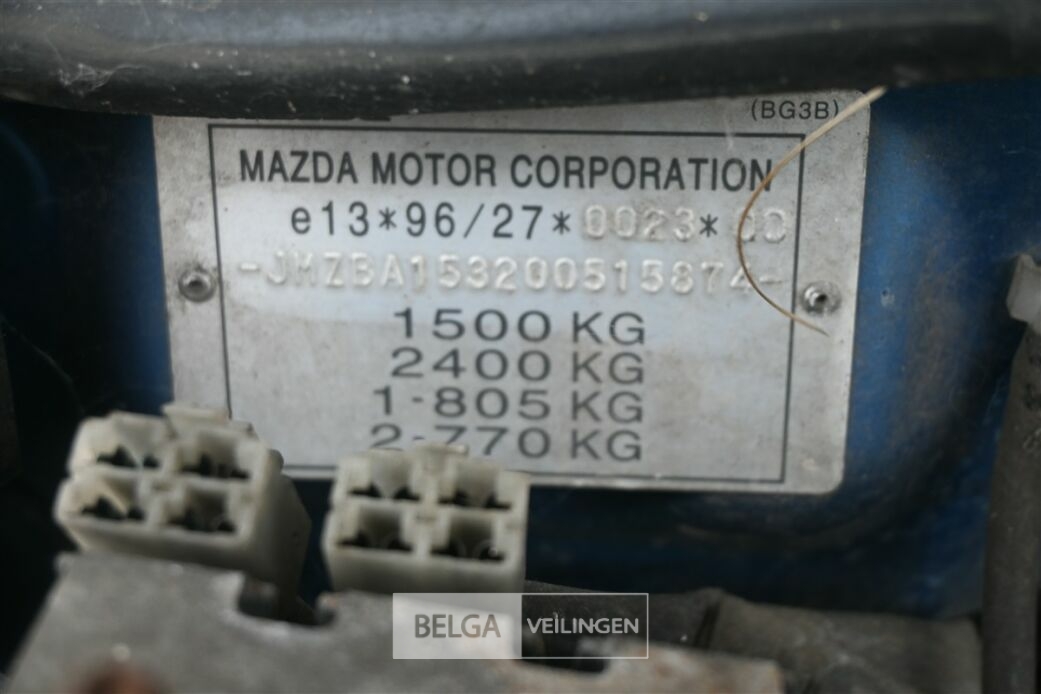 (BG3B)
MAZDA MOTOR CORPORATION
e13*96/27*0023*00
-JMZBA153200515874-
1500 KG
2400 KG
1-805 KG
2-770 KG
BELGA VEILINGEN